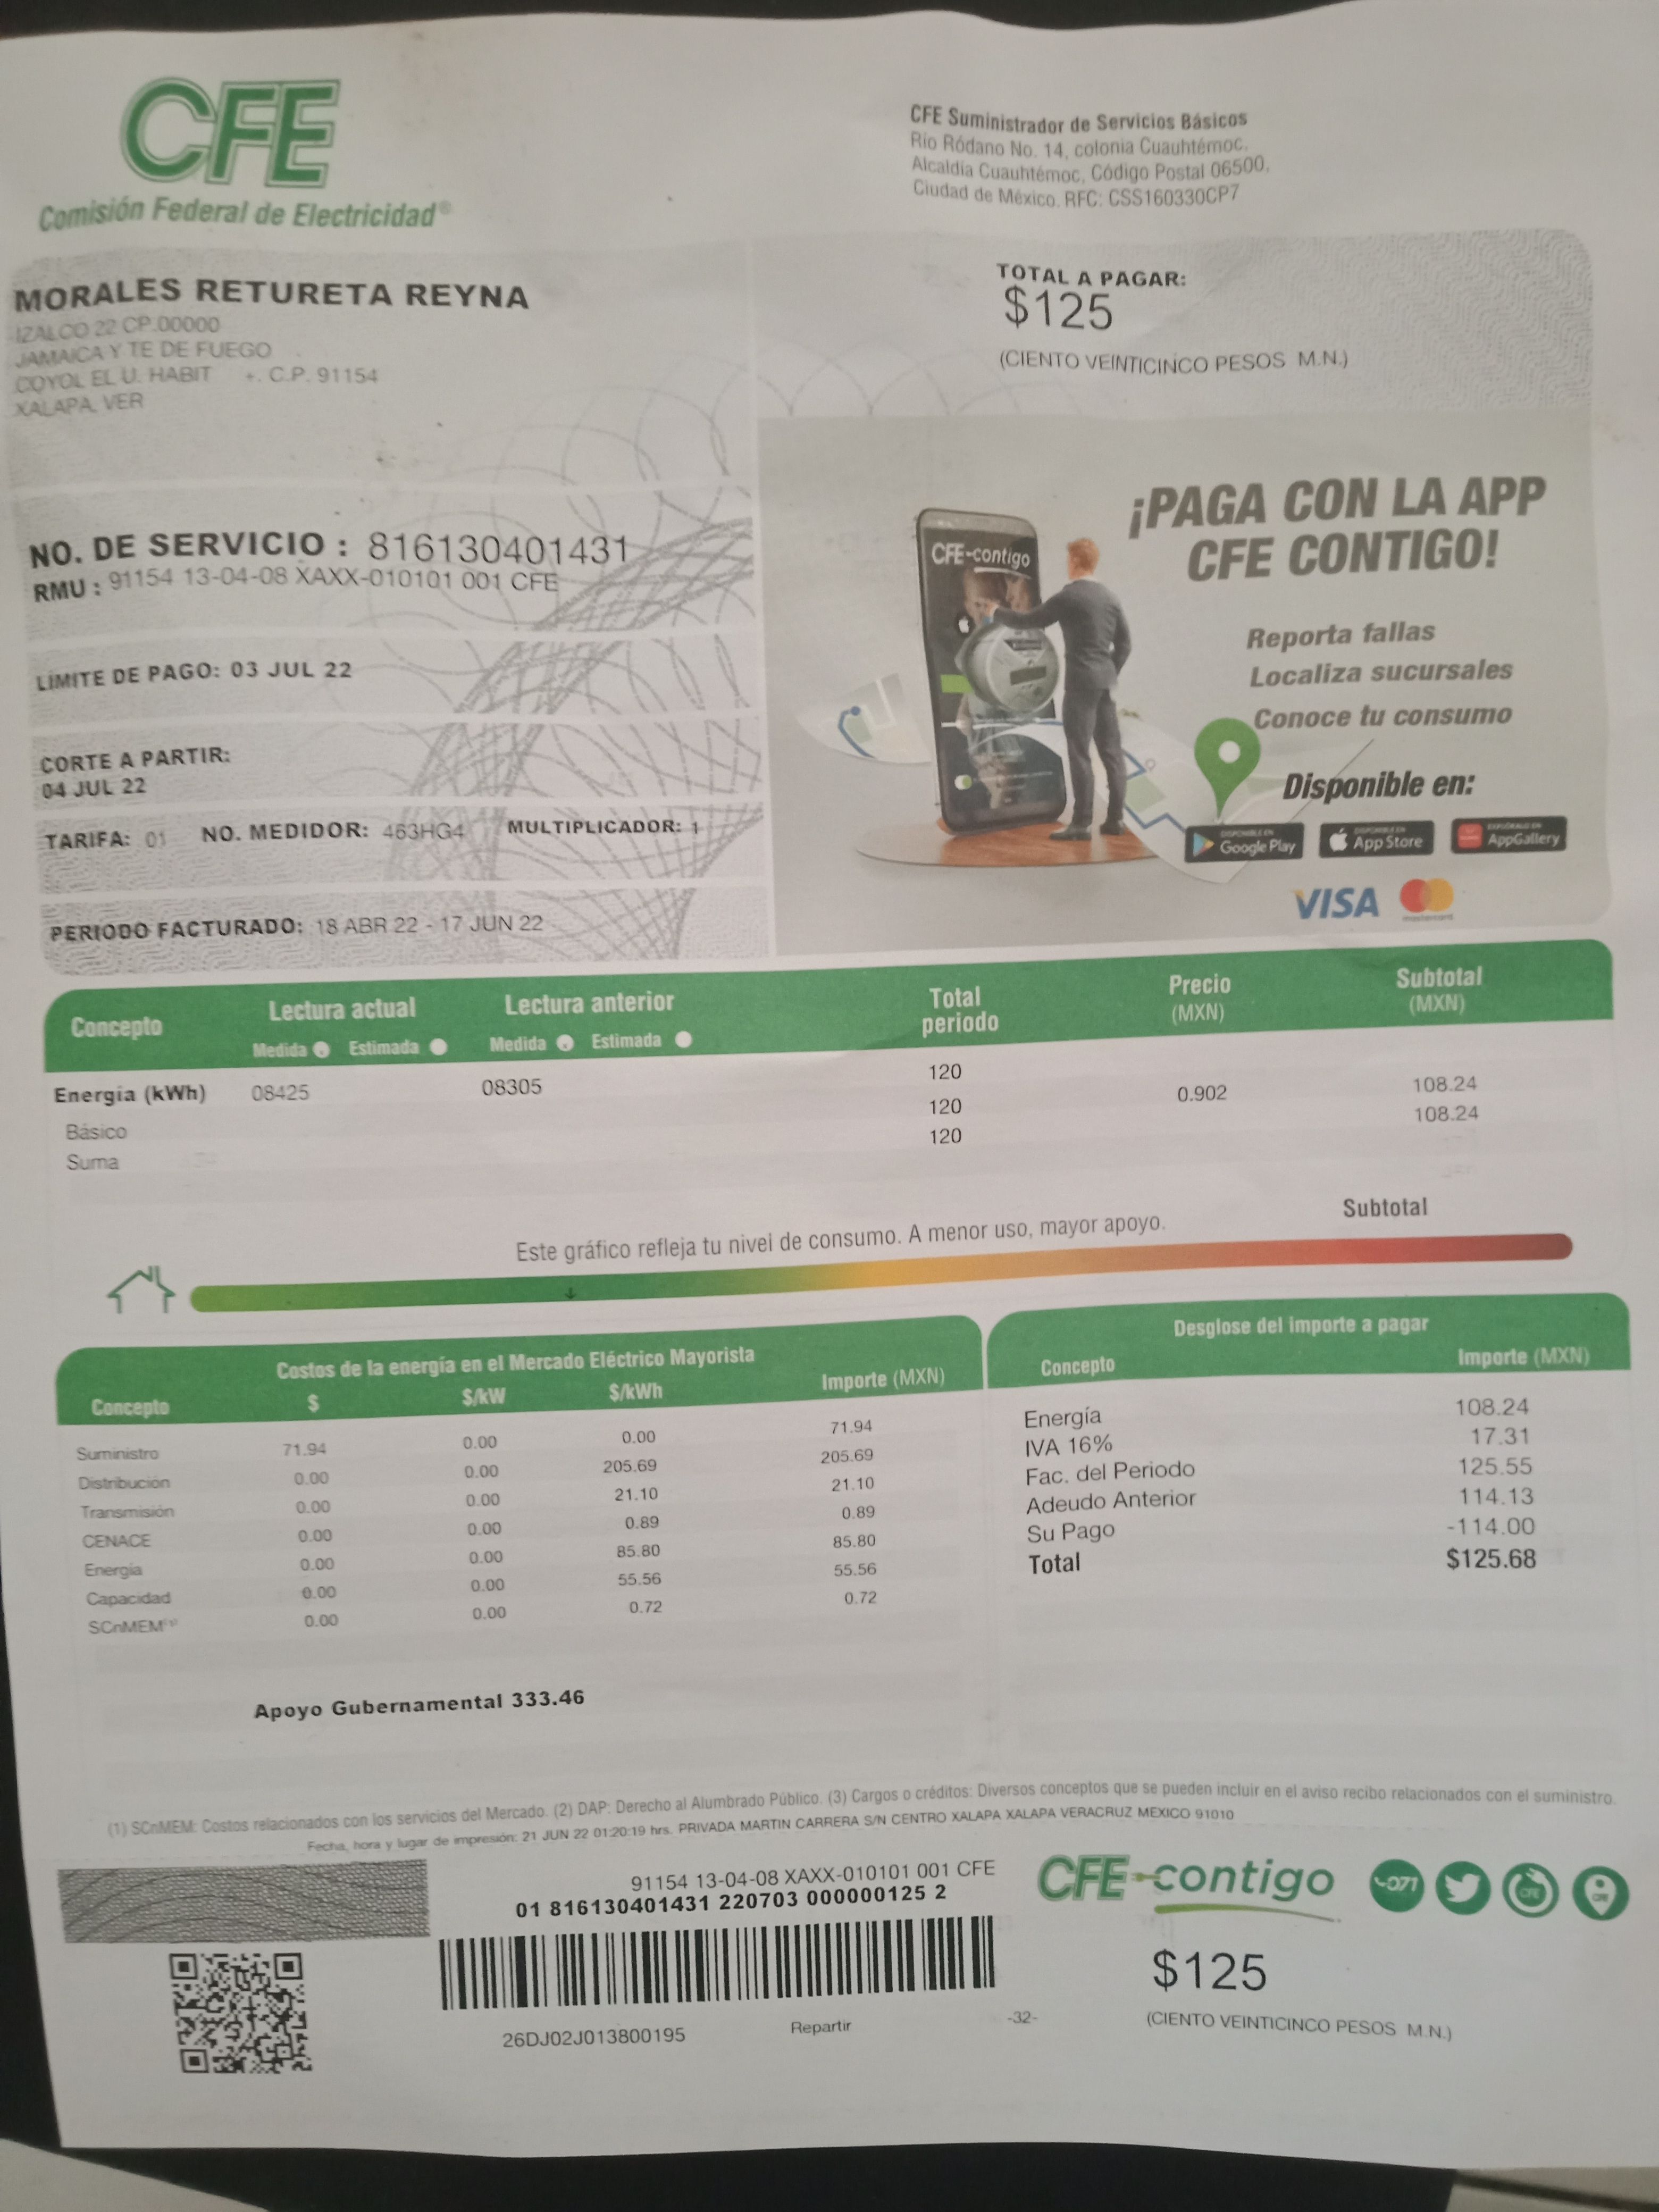 CFE
Comisión Federal de Electricidad®
CFE Suministrador de Servicios Básicos
Río Ródano No. 14, colonia Cuauhtémoc,
Alcaldía Cuauhtémoc, Código Postal 06500,
Ciudad de México. RFC: CSS160330CP7
MORALES RETURETA REYNA
IZALCO 22 CP.00000
JAMAICA Y TE DE FUEGO
COYOL EL U. HABIT +. C.P. 91154
XALAPA, VER
TOTAL A PAGAR:
$125
(CIENTO VEINTICINCO PESOS M.N.)
NO. DE SERVICIO : 816130401431
RMU : 91154 13-04-08 XAXX-010101 001 CFE
LÍMITE DE PAGO: 03 JUL 22
CORTE A PARTIR:
04 JUL 22
TARIFA: 01 NO. MEDIDOR: 463HG4 MULTIPLICADOR: 1
PERIODO FACTURADO: 18 ABR 22 - 17 JUN 22
¡PAGA CON LA APP
CFE CONTIGO!
CFE-contigo
Reporta fallas
Localiza sucursales
Conoce tu consumo
Disponible en:
DISPONIBLE EN Google Play
DISPONIBLE EN App Store
EXPLÓRALO EN AppGallery
VISA mastercard
Concepto Lectura actual Lectura anterior Total periodo Precio (MXN) Subtotal (MXN)
Medida Estimada Medida Estimada
Energía (kWh) 08425 08305 120
Básico 120 0.902 108.24
Suma 120 108.24
Subtotal
Este gráfico refleja tu nivel de consumo. A menor uso, mayor apoyo.
Costos de la energía en el Mercado Eléctrico Mayorista
Concepto $ $/kW $/kWh Importe (MXN)
Suministro 71.94 0.00 0.00 71.94
Distribución 0.00 0.00 205.69 205.69
Transmisión 0.00 0.00 21.10 21.10
CENACE 0.00 0.00 0.89 0.89
Energía 0.00 0.00 85.80 85.80
Capacidad 0.00 0.00 55.56 55.56
SCnMEM(1) 0.00 0.00 0.72 0.72
Apoyo Gubernamental 333.46
Desglose del importe a pagar
Concepto Importe (MXN)
Energía 108.24
IVA 16% 17.31
Fac. del Periodo 125.55
Adeudo Anterior 114.13
Su Pago -114.00
Total $125.68
(1) SCnMEM: Costos relacionados con los servicios del Mercado. (2) DAP: Derecho al Alumbrado Público. (3) Cargos o créditos: Diversos conceptos que se pueden incluir en el aviso recibo relacionados con el suministro.
Fecha, hora y lugar de impresión: 21 JUN 22 01:20:19 hrs. PRIVADA MARTIN CARRERA S/N CENTRO XALAPA XALAPA VERACRUZ MEXICO 91010
91154 13-04-08 XAXX-010101 001 CFE
01 816130401431 220703 000000125 2
CFE contigo
071
CFE
CFE
26DJ02J013800195 Repartir -32-
$125
(CIENTO VEINTICINCO PESOS M.N.)